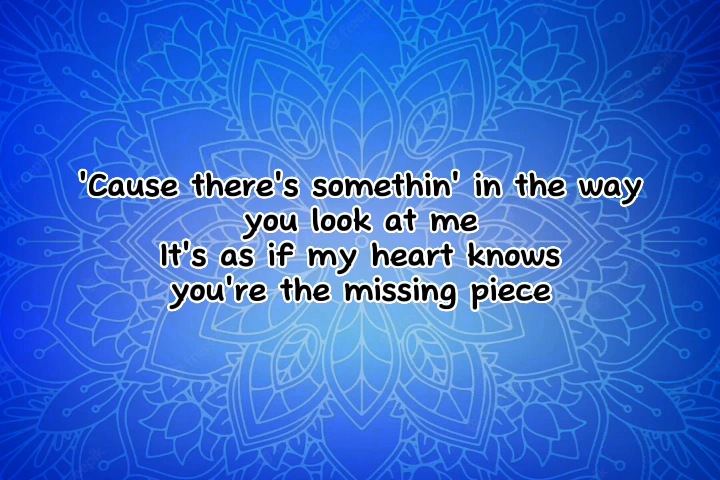 'Cause there's somethin' in the way
you look at me
It's as if my heart knows
you're the missing piece